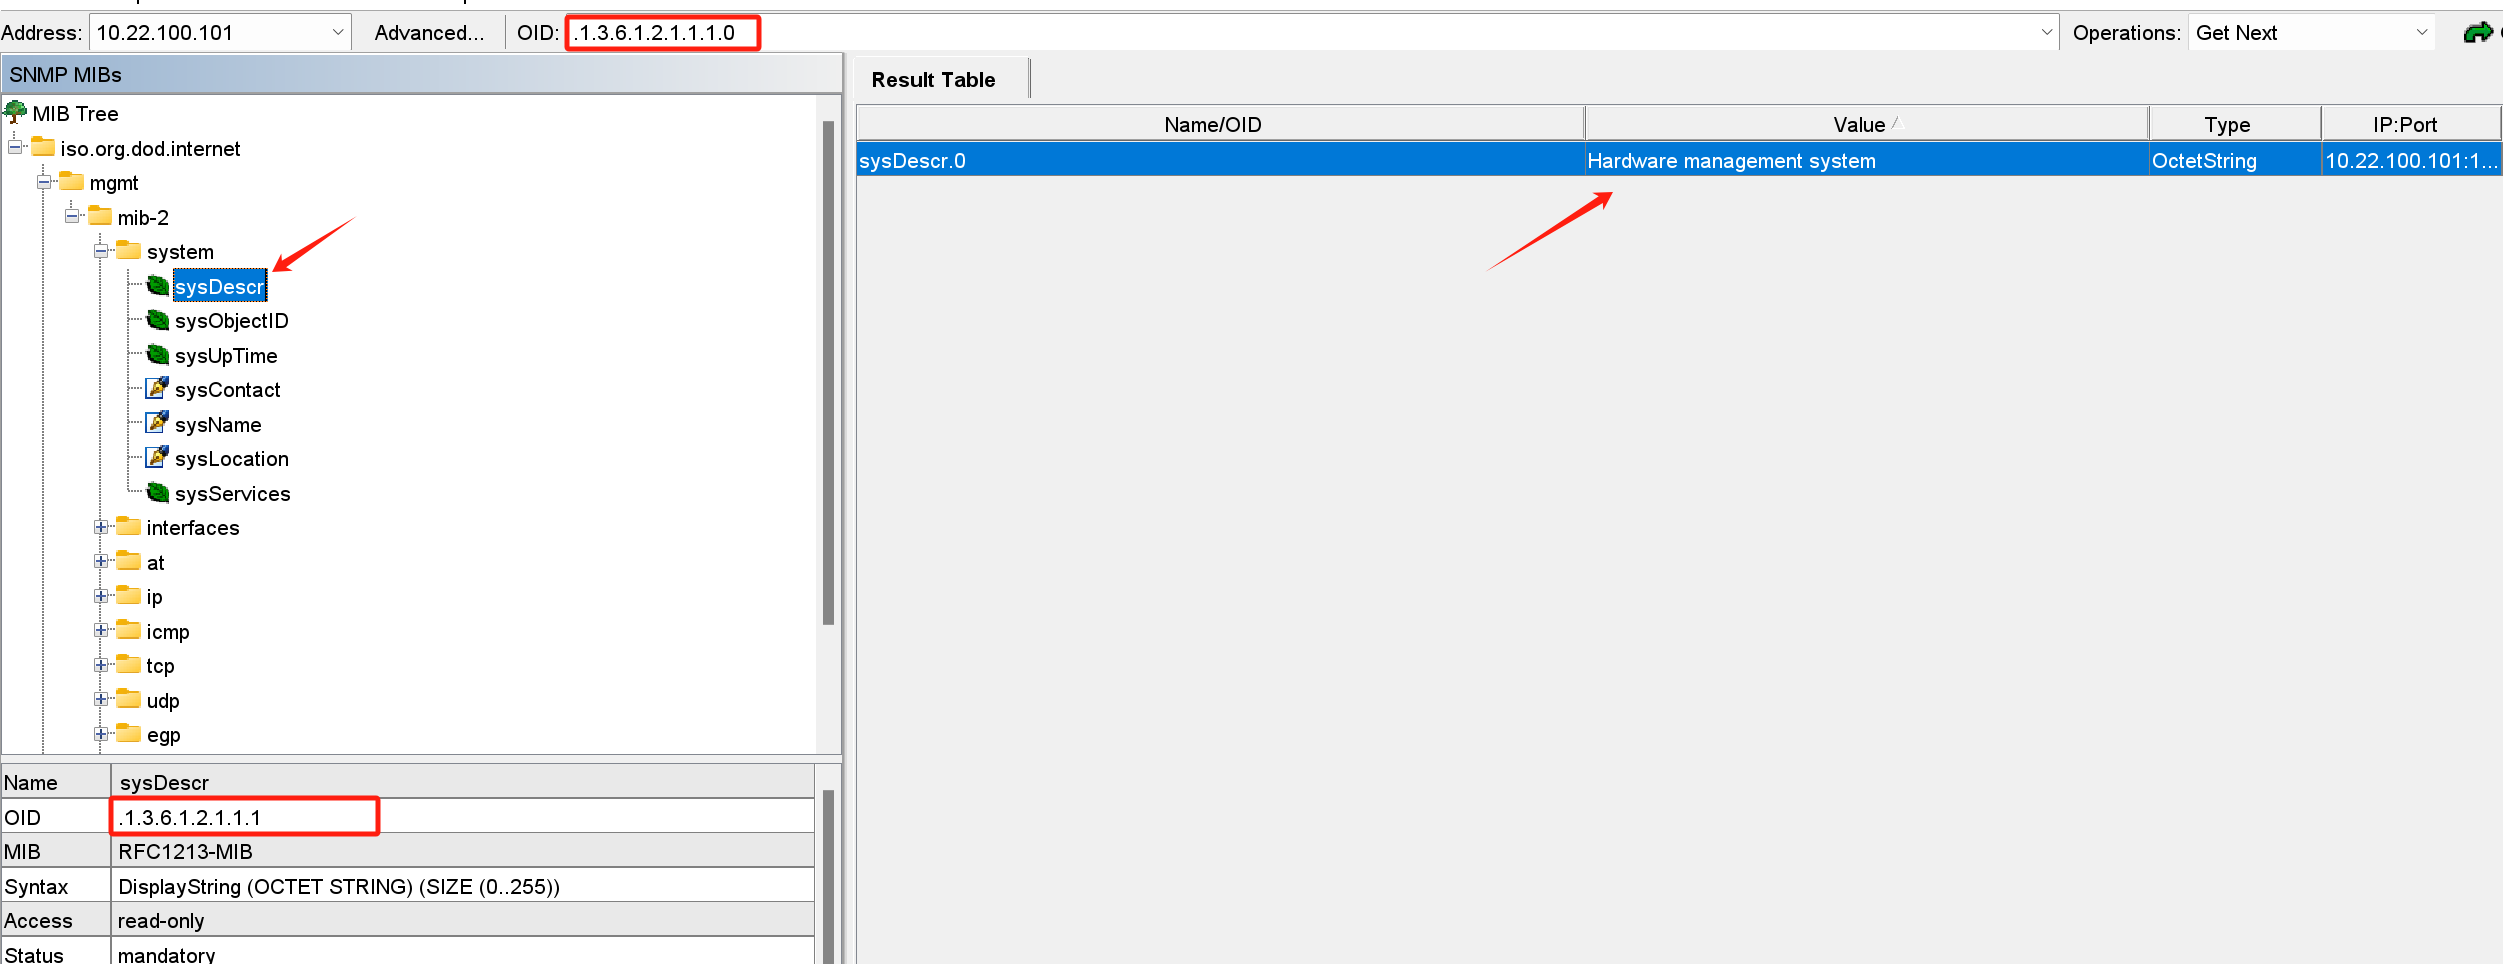 Address: 10.22.100.101 Advanced... OID: .1.3.6.1.2.1.1.1.0 Operations: Get Next
SNMP MIBs
MIB Tree
iso.org.dod.internet
mgmt
mib-2
system
sysDescr
sysObjectID
sysUpTime
sysContact
sysName
sysLocation
sysServices
interfaces
at
ip
icmp
tcp
udp
egp
Name sysDescr
OID .1.3.6.1.2.1.1.1
MIB RFC1213-MIB
Syntax DisplayString (OCTET STRING) (SIZE (0..255))
Access read-only
Status mandatory
Result Table
Name/OID Value Type IP:Port
sysDescr.0 Hardware management system OctetString 10.22.100.101:1...